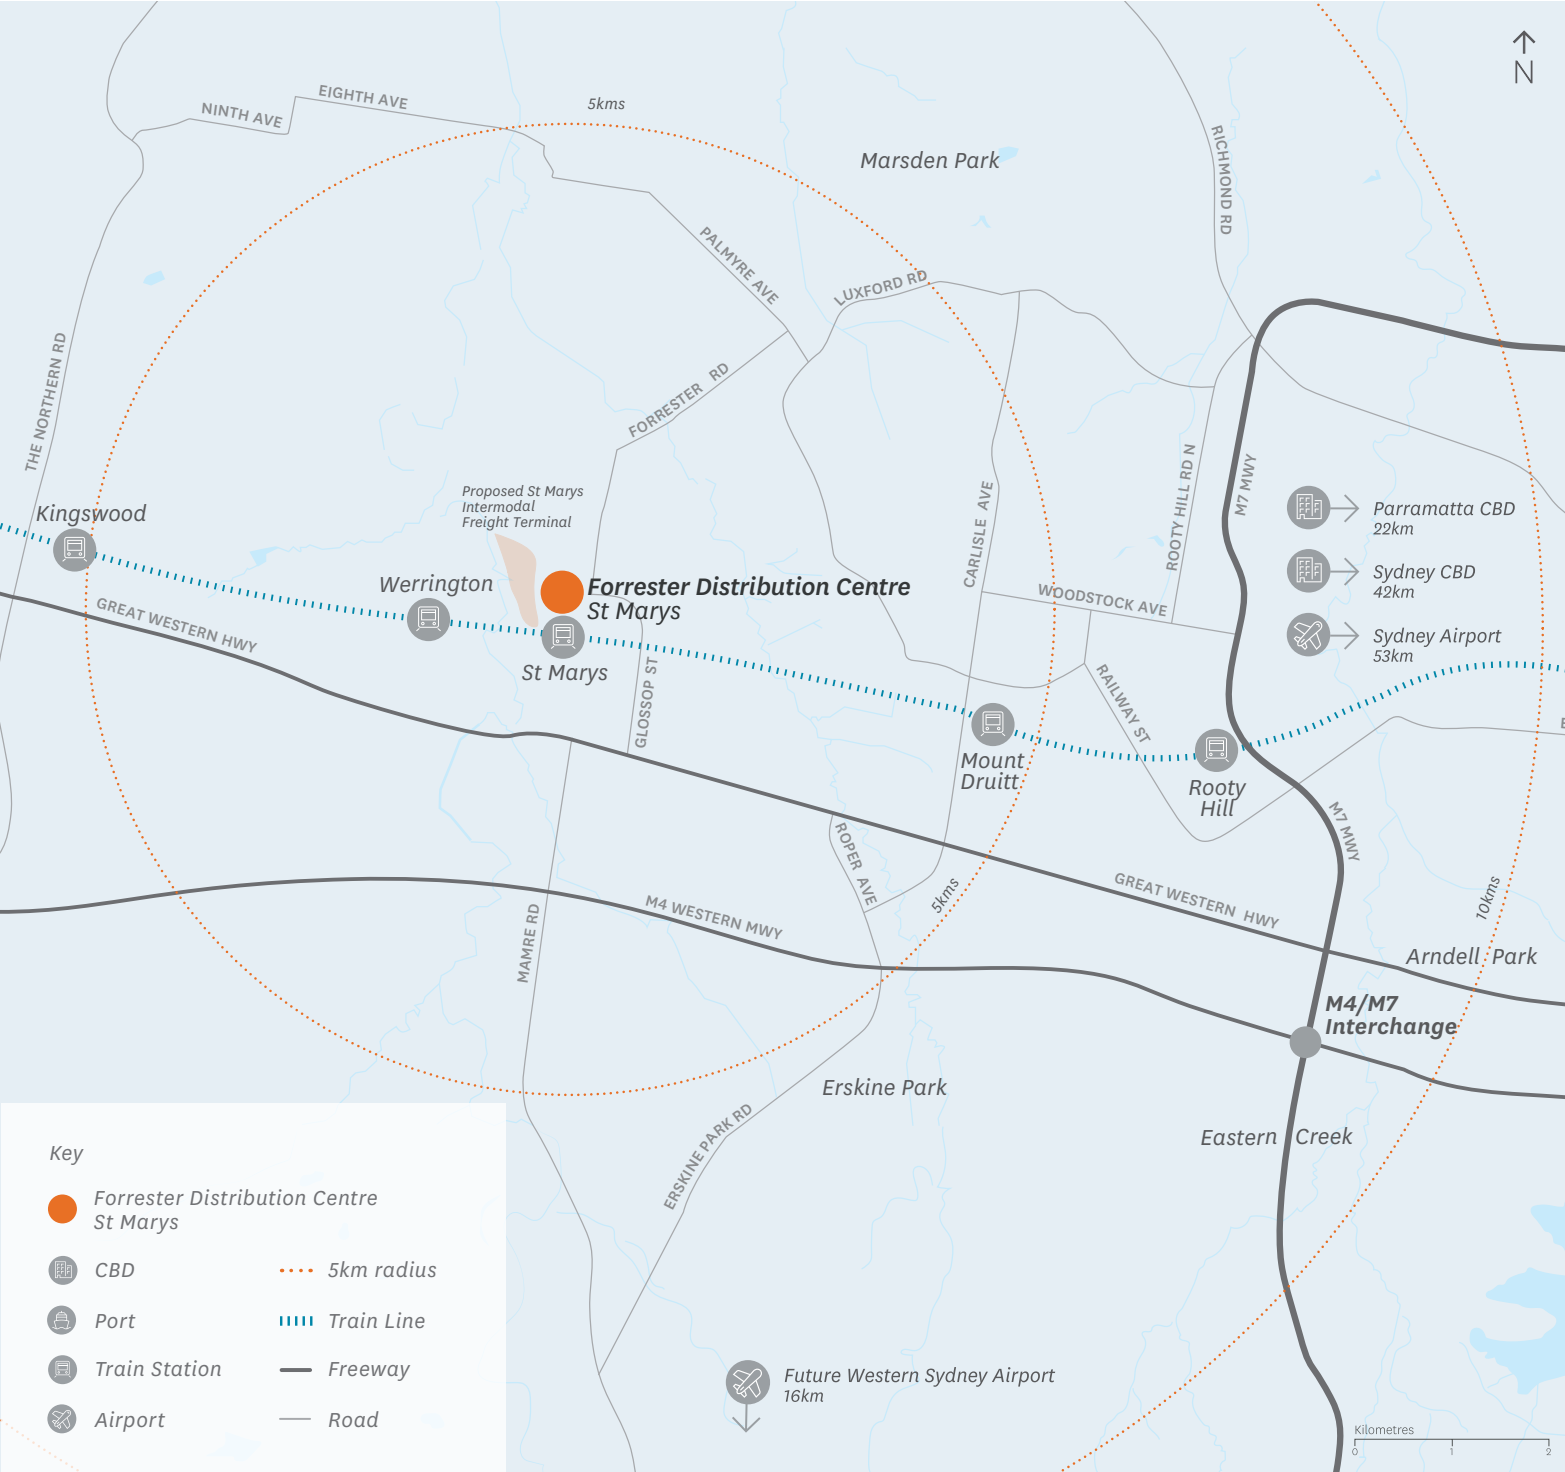 N
5kms
NINTH AVE
EIGHTH AVE
Marsden Park
RICHMOND RD
PALMYRE AVE
LUXFORD RD
THE NORTHERN RD
FORRESTER RD
M7 MWY
ROOTY HILL RD N
CARLISLE AVE
Proposed St Marys
Intermodal
Freight Terminal
Parramatta CBD
22km
Sydney CBD
42km
Sydney Airport
53km
Kingswood
Werrington
Forrester Distribution Centre
St Marys
WOODSTOCK AVE
GREAT WESTERN HWY
St Marys
GLOSSOP ST
RAILWAY ST
Mount
Druitt
Rooty
Hill
M7 MWY
ROPER AVE
5kms
GREAT WESTERN HWY
10kms
M4 WESTERN MWY
MAMRE RD
Arndell Park
M4/M7
Interchange
Erskine Park
Eastern Creek
ERSKINE PARK RD
Key
Forrester Distribution Centre
St Marys
CBD
5km radius
Port
Train Line
Train Station
Freeway
Airport
Road
Future Western Sydney Airport
16km
Kilometres
0 1 2